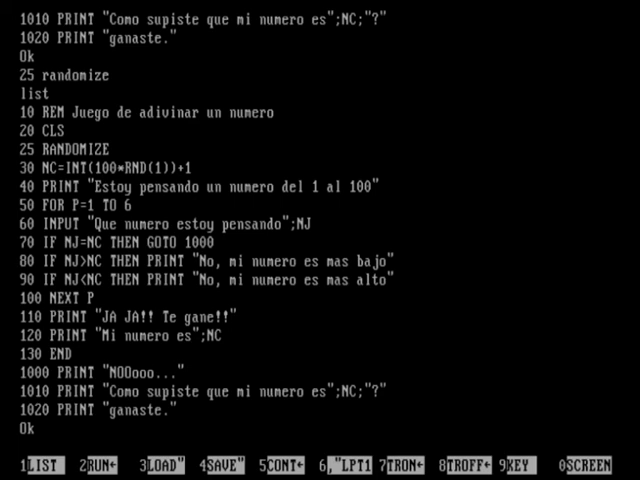 1010 PRINT "Como supiste que mi numero es";NC;"?"
1020 PRINT "ganaste."
Ok
25 randomize
list
10 REM Juego de adivinar un numero
20 CLS
25 RANDOMIZE
30 NC=INT(100*RND(1))+1
40 PRINT "Estoy pensando un numero del 1 al 100"
50 FOR P=1 TO 6
60 INPUT "Que numero estoy pensando";NJ
70 IF NJ=NC THEN GOTO 1000
80 IF NJ>NC THEN PRINT "No, mi numero es mas bajo"
90 IF NJ<NC THEN PRINT "No, mi numero es mas alto"
100 NEXT P
110 PRINT "JA JA!! Te gane!!"
120 PRINT "Mi numero es";NC
130 END
1000 PRINT "NOOooo..."
1010 PRINT "Como supiste que mi numero es";NC;"?"
1020 PRINT "ganaste."
Ok
1LIST 2RUN← 3LOAD" 4SAVE" 5CONT← 6,"LPT1 7TRON← 8TROFF← 9KEY 0SCREEN